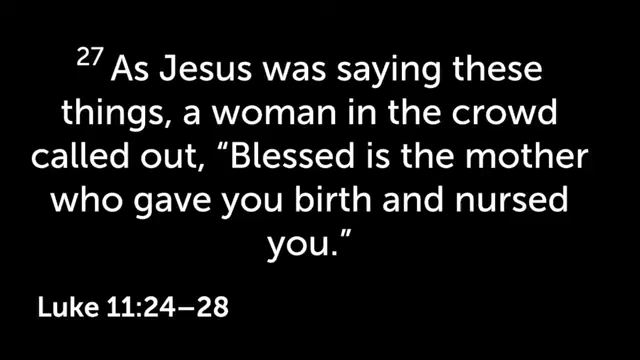 27 As Jesus was saying these
things, a woman in the crowd
called out, “Blessed is the mother
who gave you birth and nursed
you.”
Luke 11:24–28